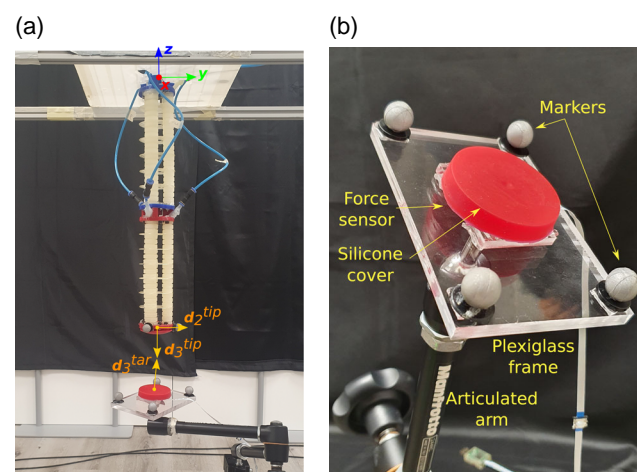 (a)
z
y
x
d2tip
d3tip
d3tar
(b)
Markers
Force
sensor
Silicone
cover
Plexiglass
frame
Articulated
arm
Manfrotto